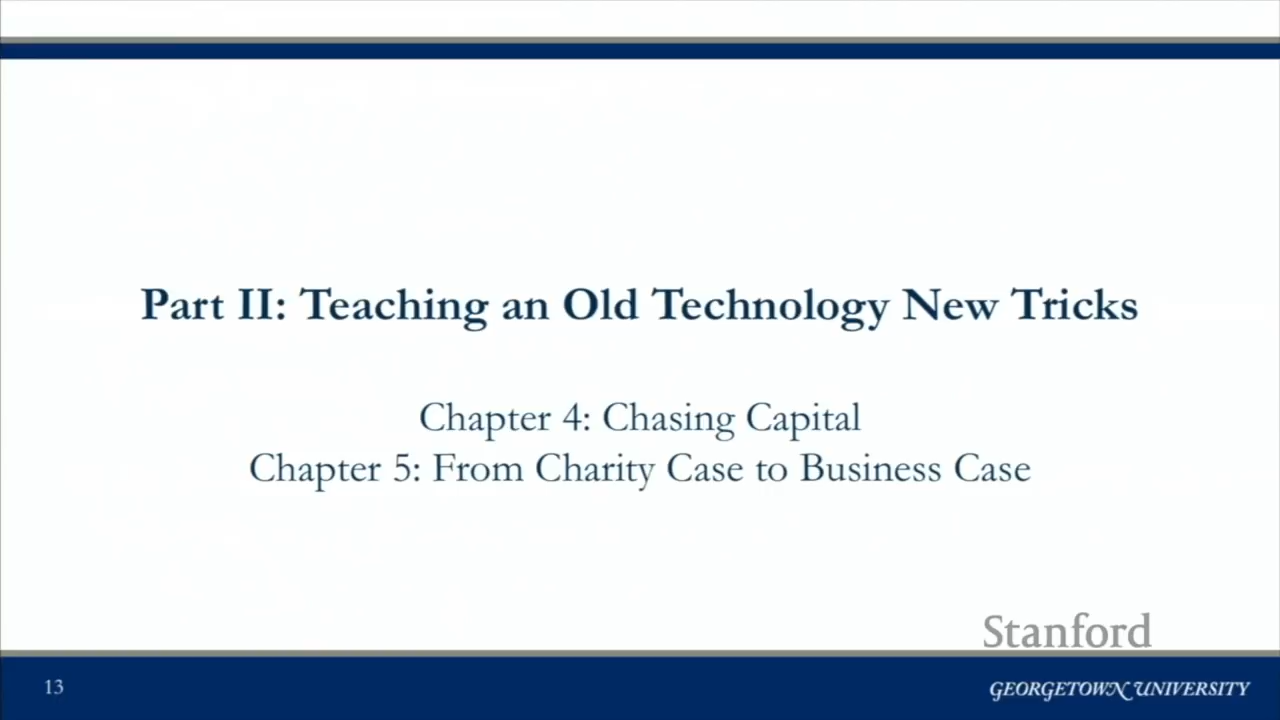 Part II: Teaching an Old Technology New Tricks
Chapter 4: Chasing Capital
Chapter 5: From Charity Case to Business Case
Stanford
13
GEORGETOWN UNIVERSITY